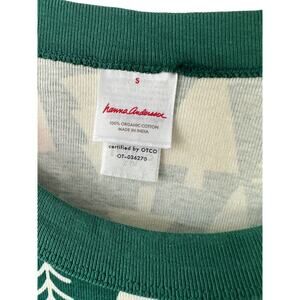 S
hanna andersson
100% ORGANIC COTTON
MADE IN INDIA
certified by OTCO
OT-034270